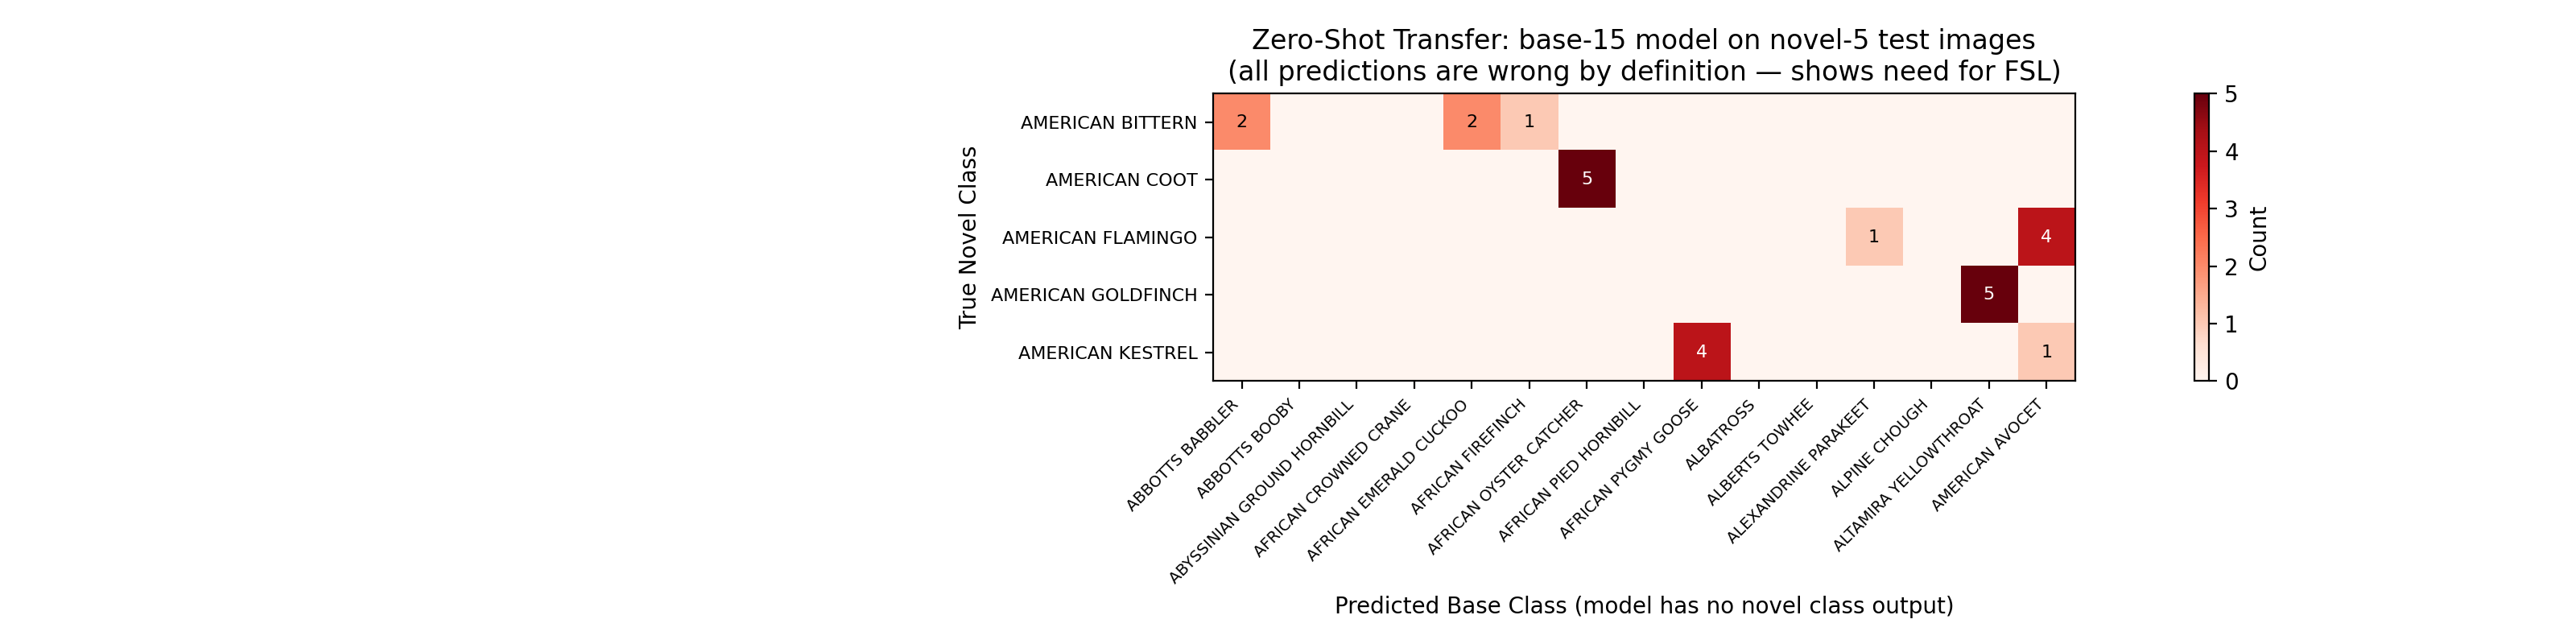 Zero-Shot Transfer: base-15 model on novel-5 test images
(all predictions are wrong by definition — shows need for FSL)
True Novel Class
AMERICAN BITTERN
2
2
1
AMERICAN COOT
5
AMERICAN FLAMINGO
1
4
AMERICAN GOLDFINCH
5
AMERICAN KESTREL
4
1
ABBOTTS BABBLER
ABBOTTS BOOBY
ABYSSINIAN GROUND HORNBILL
AFRICAN CROWNED CRANE
AFRICAN EMERALD CUCKOO
AFRICAN FIREFINCH
AFRICAN OYSTER CATCHER
AFRICAN PIED HORNBILL
AFRICAN PYGMY GOOSE
ALBATROSS
ALBERTS TOWHEE
ALEXANDRINE PARAKEET
ALPINE CHOUGH
ALTAMIRA YELLOWTHROAT
AMERICAN AVOCET
Predicted Base Class (model has no novel class output)
5
4
3
2
1
0
Count